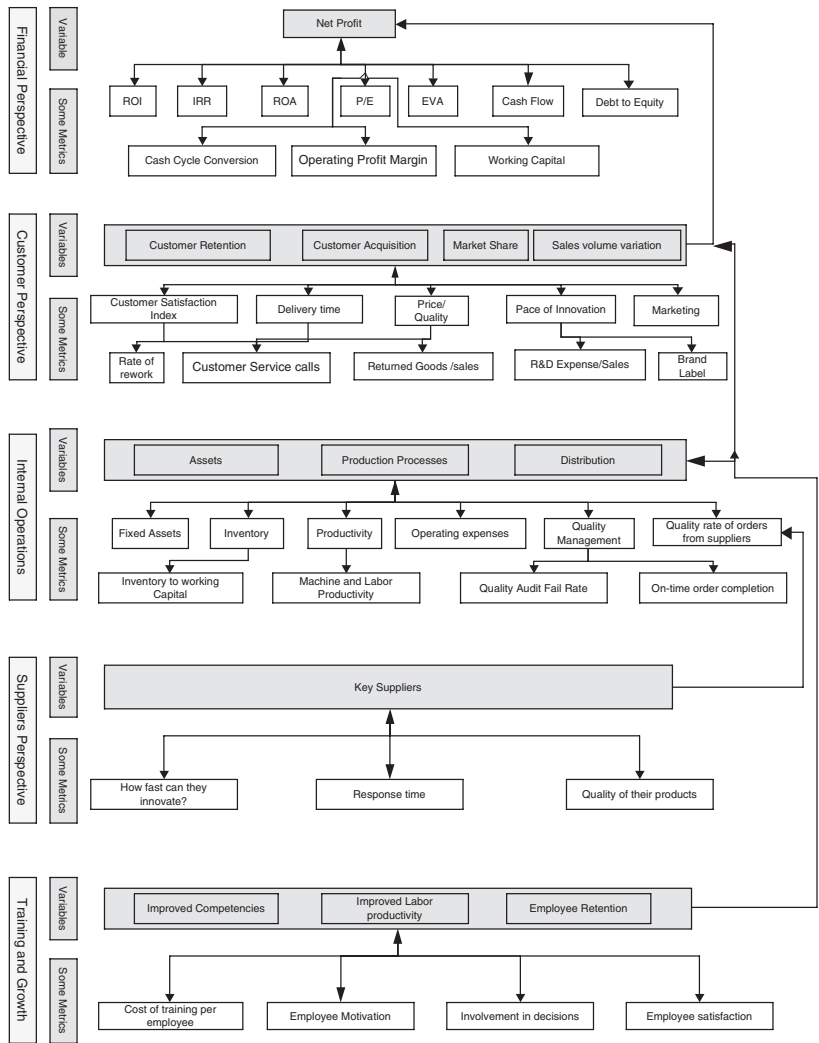 Financial Perspective
Variable
Some Metrics
Net Profit
ROI
IRR
ROA
P/E
EVA
Cash Flow
Debt to Equity
Cash Cycle Conversion
Operating Profit Margin
Working Capital
Customer Perspective
Variables
Some Metrics
Customer Retention
Customer Acquisition
Market Share
Sales volume variation
Customer Satisfaction
Index
Delivery time
Price/
Quality
Pace of Innovation
Marketing
Rate of
rework
Customer Service calls
Returned Goods /sales
R&D Expense/Sales
Brand
Label
Internal Operations
Variables
Some Metrics
Assets
Production Processes
Distribution
Fixed Assets
Inventory
Productivity
Operating expenses
Quality
Management
Quality rate of orders
from suppliers
Inventory to working
Capital
Machine and Labor
Productivity
Quality Audit Fail Rate
On-time order completion
Suppliers Perspective
Variables
Some Metrics
Key Suppliers
How fast can they
innovate?
Response time
Quality of their products
Training and Growth
Variables
Some Metrics
Improved Competencies
Improved Labor
productivity
Employee Retention
Cost of training per
employee
Employee Motivation
Involvement in decisions
Employee satisfaction